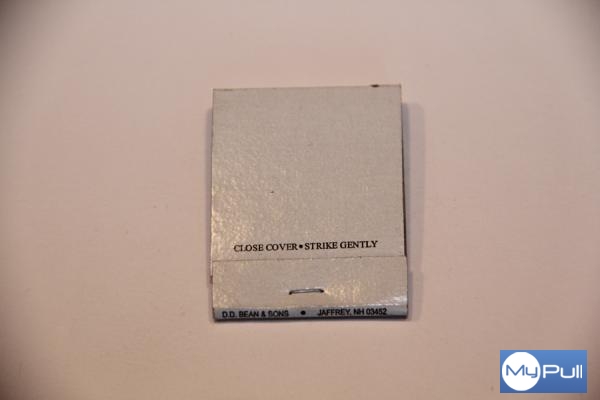 CLOSE COVER•STRIKE GENTLY
D.D. BEAN & SONS • JAFFREY, NH 03452
MyPull